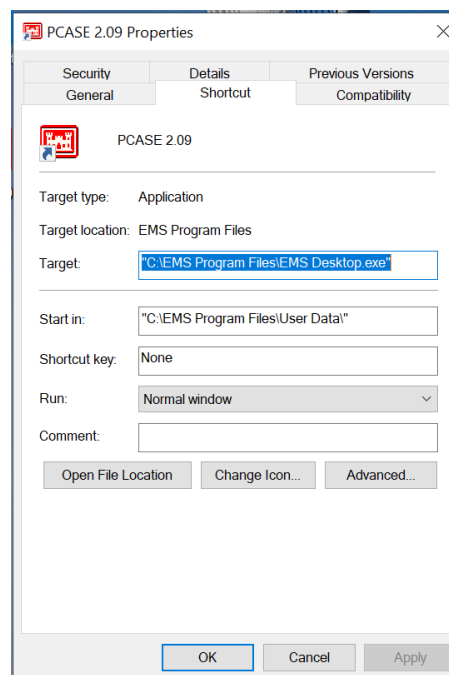 PCASE 2.09 Properties
Security Details Previous Versions
General Shortcut Compatibility
PCASE 2.09
Target type: Application
Target location: EMS Program Files
Target: "C:\EMS Program Files\EMS Desktop.exe"
Start in: "C:\EMS Program Files\User Data\"
Shortcut key: None
Run: Normal window
Comment:
Open File Location Change Icon... Advanced...
OK Cancel Apply